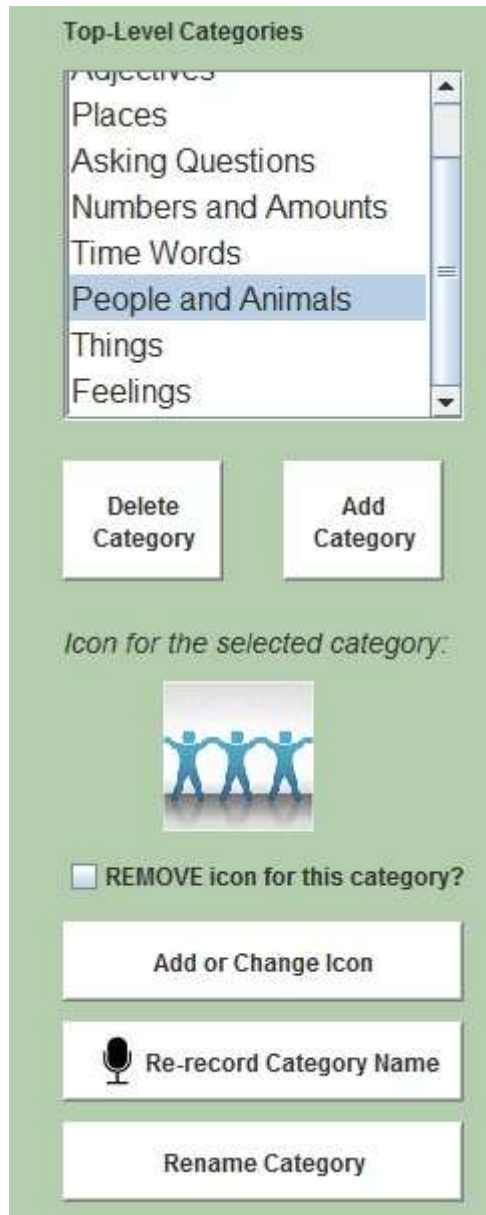 Top-Level Categories
Adjectives
Places
Asking Questions
Numbers and Amounts
Time Words
People and Animals
Things
Feelings
Delete
Category
Add
Category
Icon for the selected category:
REMOVE icon for this category?
Add or Change Icon
Re-record Category Name
Rename Category